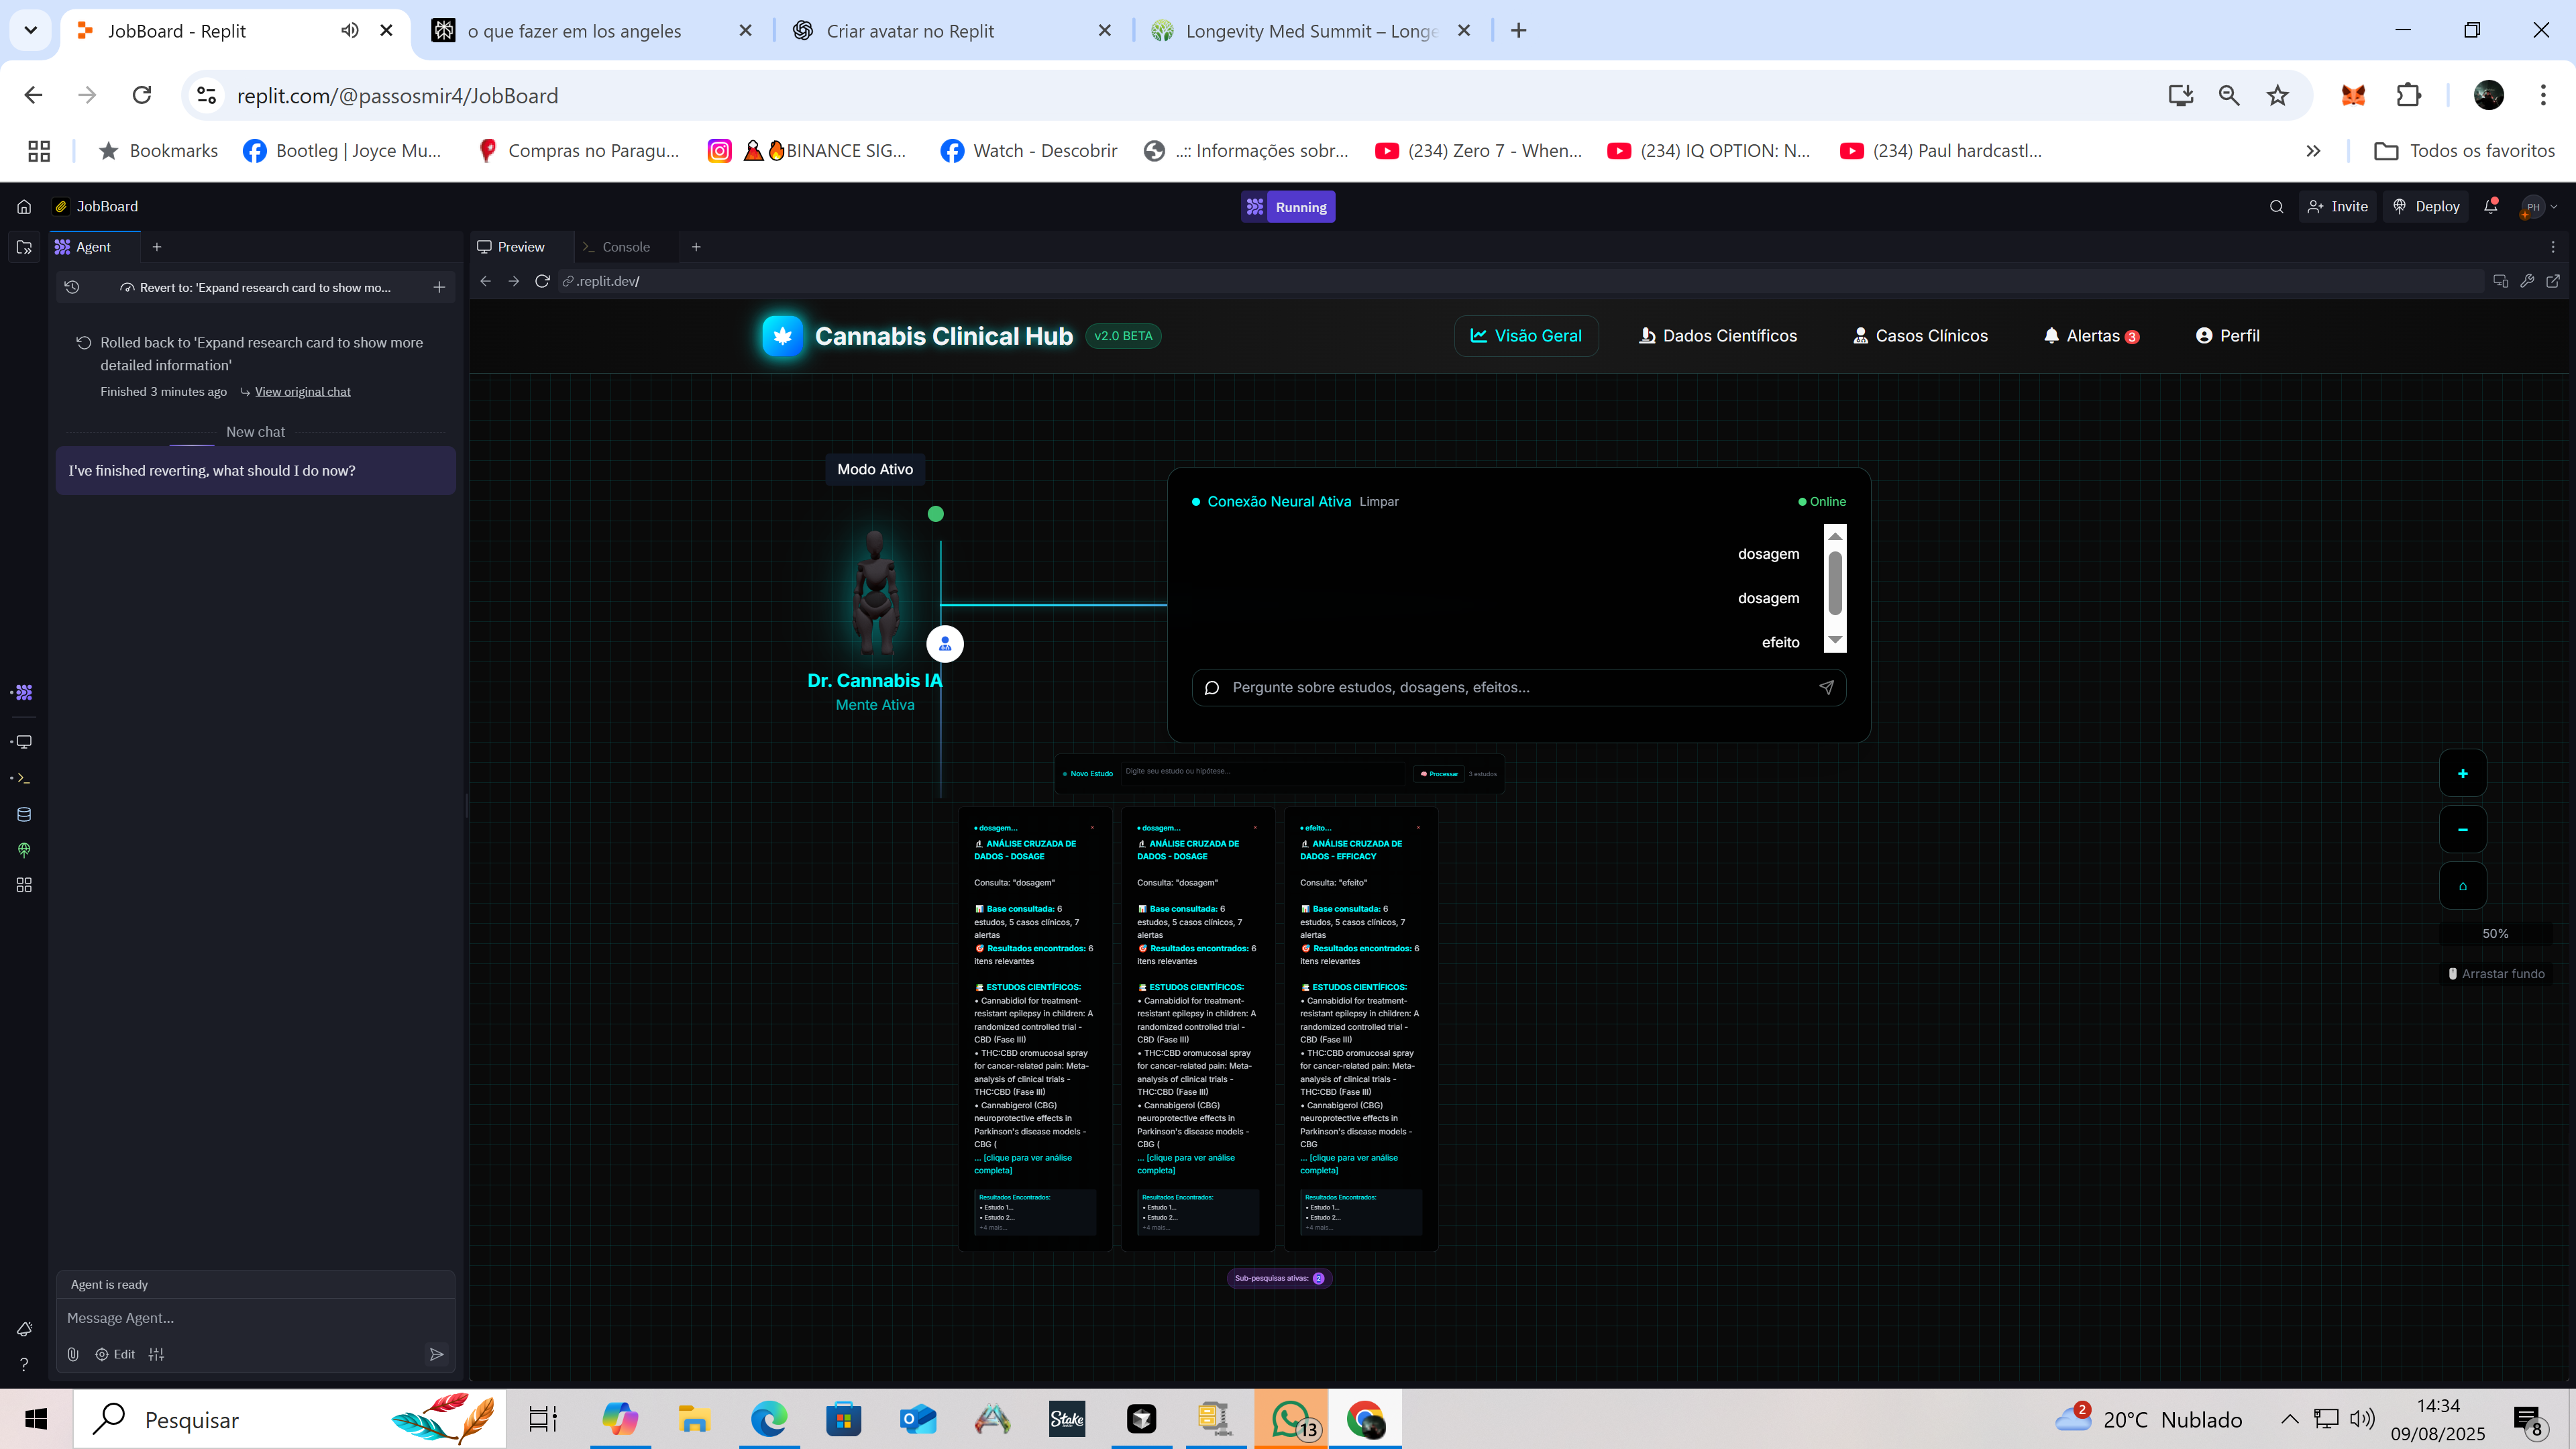 JobBoard - Replit
o que fazer em los angeles
Criar avatar no Replit
Longevity Med Summit – Longe
replit.com/@passosmir4/JobBoard
Bookmarks
Bootleg | Joyce Mu...
Compras no Paragu...
BINANCE SIG...
Watch - Descobrir
..:: Informações sobr...
(234) Zero 7 - When...
(234) IQ OPTION: N...
(234) Paul hardcastl...
Todos os favoritos
JobBoard
Running
Invite
Deploy
PH
Agent
Preview
Console
Revert to: 'Expand research card to show mo...
.replit.dev/
Rolled back to 'Expand research card to show more
detailed information'
Finished 3 minutes ago
View original chat
New chat
I've finished reverting, what should I do now?
Agent is ready
Message Agent...
Edit
Cannabis Clinical Hub
v2.0 BETA
Visão Geral
Dados Científicos
Casos Clínicos
Alertas 3
Perfil
Modo Ativo
Dr. Cannabis IA
Mente Ativa
Conexão Neural Ativa
Limpar
Online
dosagem
dosagem
efeito
Pergunte sobre estudos, dosagens, efeitos...
Novo Estudo
Digite seu estudo ou hipótese...
Processar
3 estudos
• dosagem...
ANÁLISE CRUZADA DE
DADOS - DOSAGE
Consulta: "dosagem"
Base consultada: 6
estudos, 5 casos clínicos, 7
alertas
Resultados encontrados: 6
itens relevantes
ESTUDOS CIENTÍFICOS:
• Cannabidiol for treatment-
resistant epilepsy in children: A
randomized controlled trial -
CBD (Fase III)
• THC:CBD oromucosal spray
for cancer-related pain: Meta-
analysis of clinical trials -
THC:CBD (Fase III)
• Cannabigerol (CBG)
neuroprotective effects in
Parkinson's disease models -
CBG (
... [clique para ver análise
completa]
Resultados Encontrados:
• Estudo 1...
• Estudo 2...
+4 mais...
• dosagem...
ANÁLISE CRUZADA DE
DADOS - DOSAGE
Consulta: "dosagem"
Base consultada: 6
estudos, 5 casos clínicos, 7
alertas
Resultados encontrados: 6
itens relevantes
ESTUDOS CIENTÍFICOS:
• Cannabidiol for treatment-
resistant epilepsy in children: A
randomized controlled trial -
CBD (Fase III)
• THC:CBD oromucosal spray
for cancer-related pain: Meta-
analysis of clinical trials -
THC:CBD (Fase III)
• Cannabigerol (CBG)
neuroprotective effects in
Parkinson's disease models -
CBG (
... [clique para ver análise
completa]
Resultados Encontrados:
• Estudo 1...
• Estudo 2...
+4 mais...
• efeito...
ANÁLISE CRUZADA DE
DADOS - EFFICACY
Consulta: "efeito"
Base consultada: 6
estudos, 5 casos clínicos, 7
alertas
Resultados encontrados: 6
itens relevantes
ESTUDOS CIENTÍFICOS:
• Cannabidiol for treatment-
resistant epilepsy in children: A
randomized controlled trial -
CBD (Fase III)
• THC:CBD oromucosal spray
for cancer-related pain: Meta-
analysis of clinical trials -
THC:CBD (Fase III)
• Cannabigerol (CBG)
neuroprotective effects in
Parkinson's disease models -
CBG
... [clique para ver análise
completa]
Resultados Encontrados:
• Estudo 1...
• Estudo 2...
+4 mais...
Sub-pesquisas ativas: 2
50%
Arrastar fundo
Pesquisar
Stake
13
2
20°C Nublado
14:34
09/08/2025
8